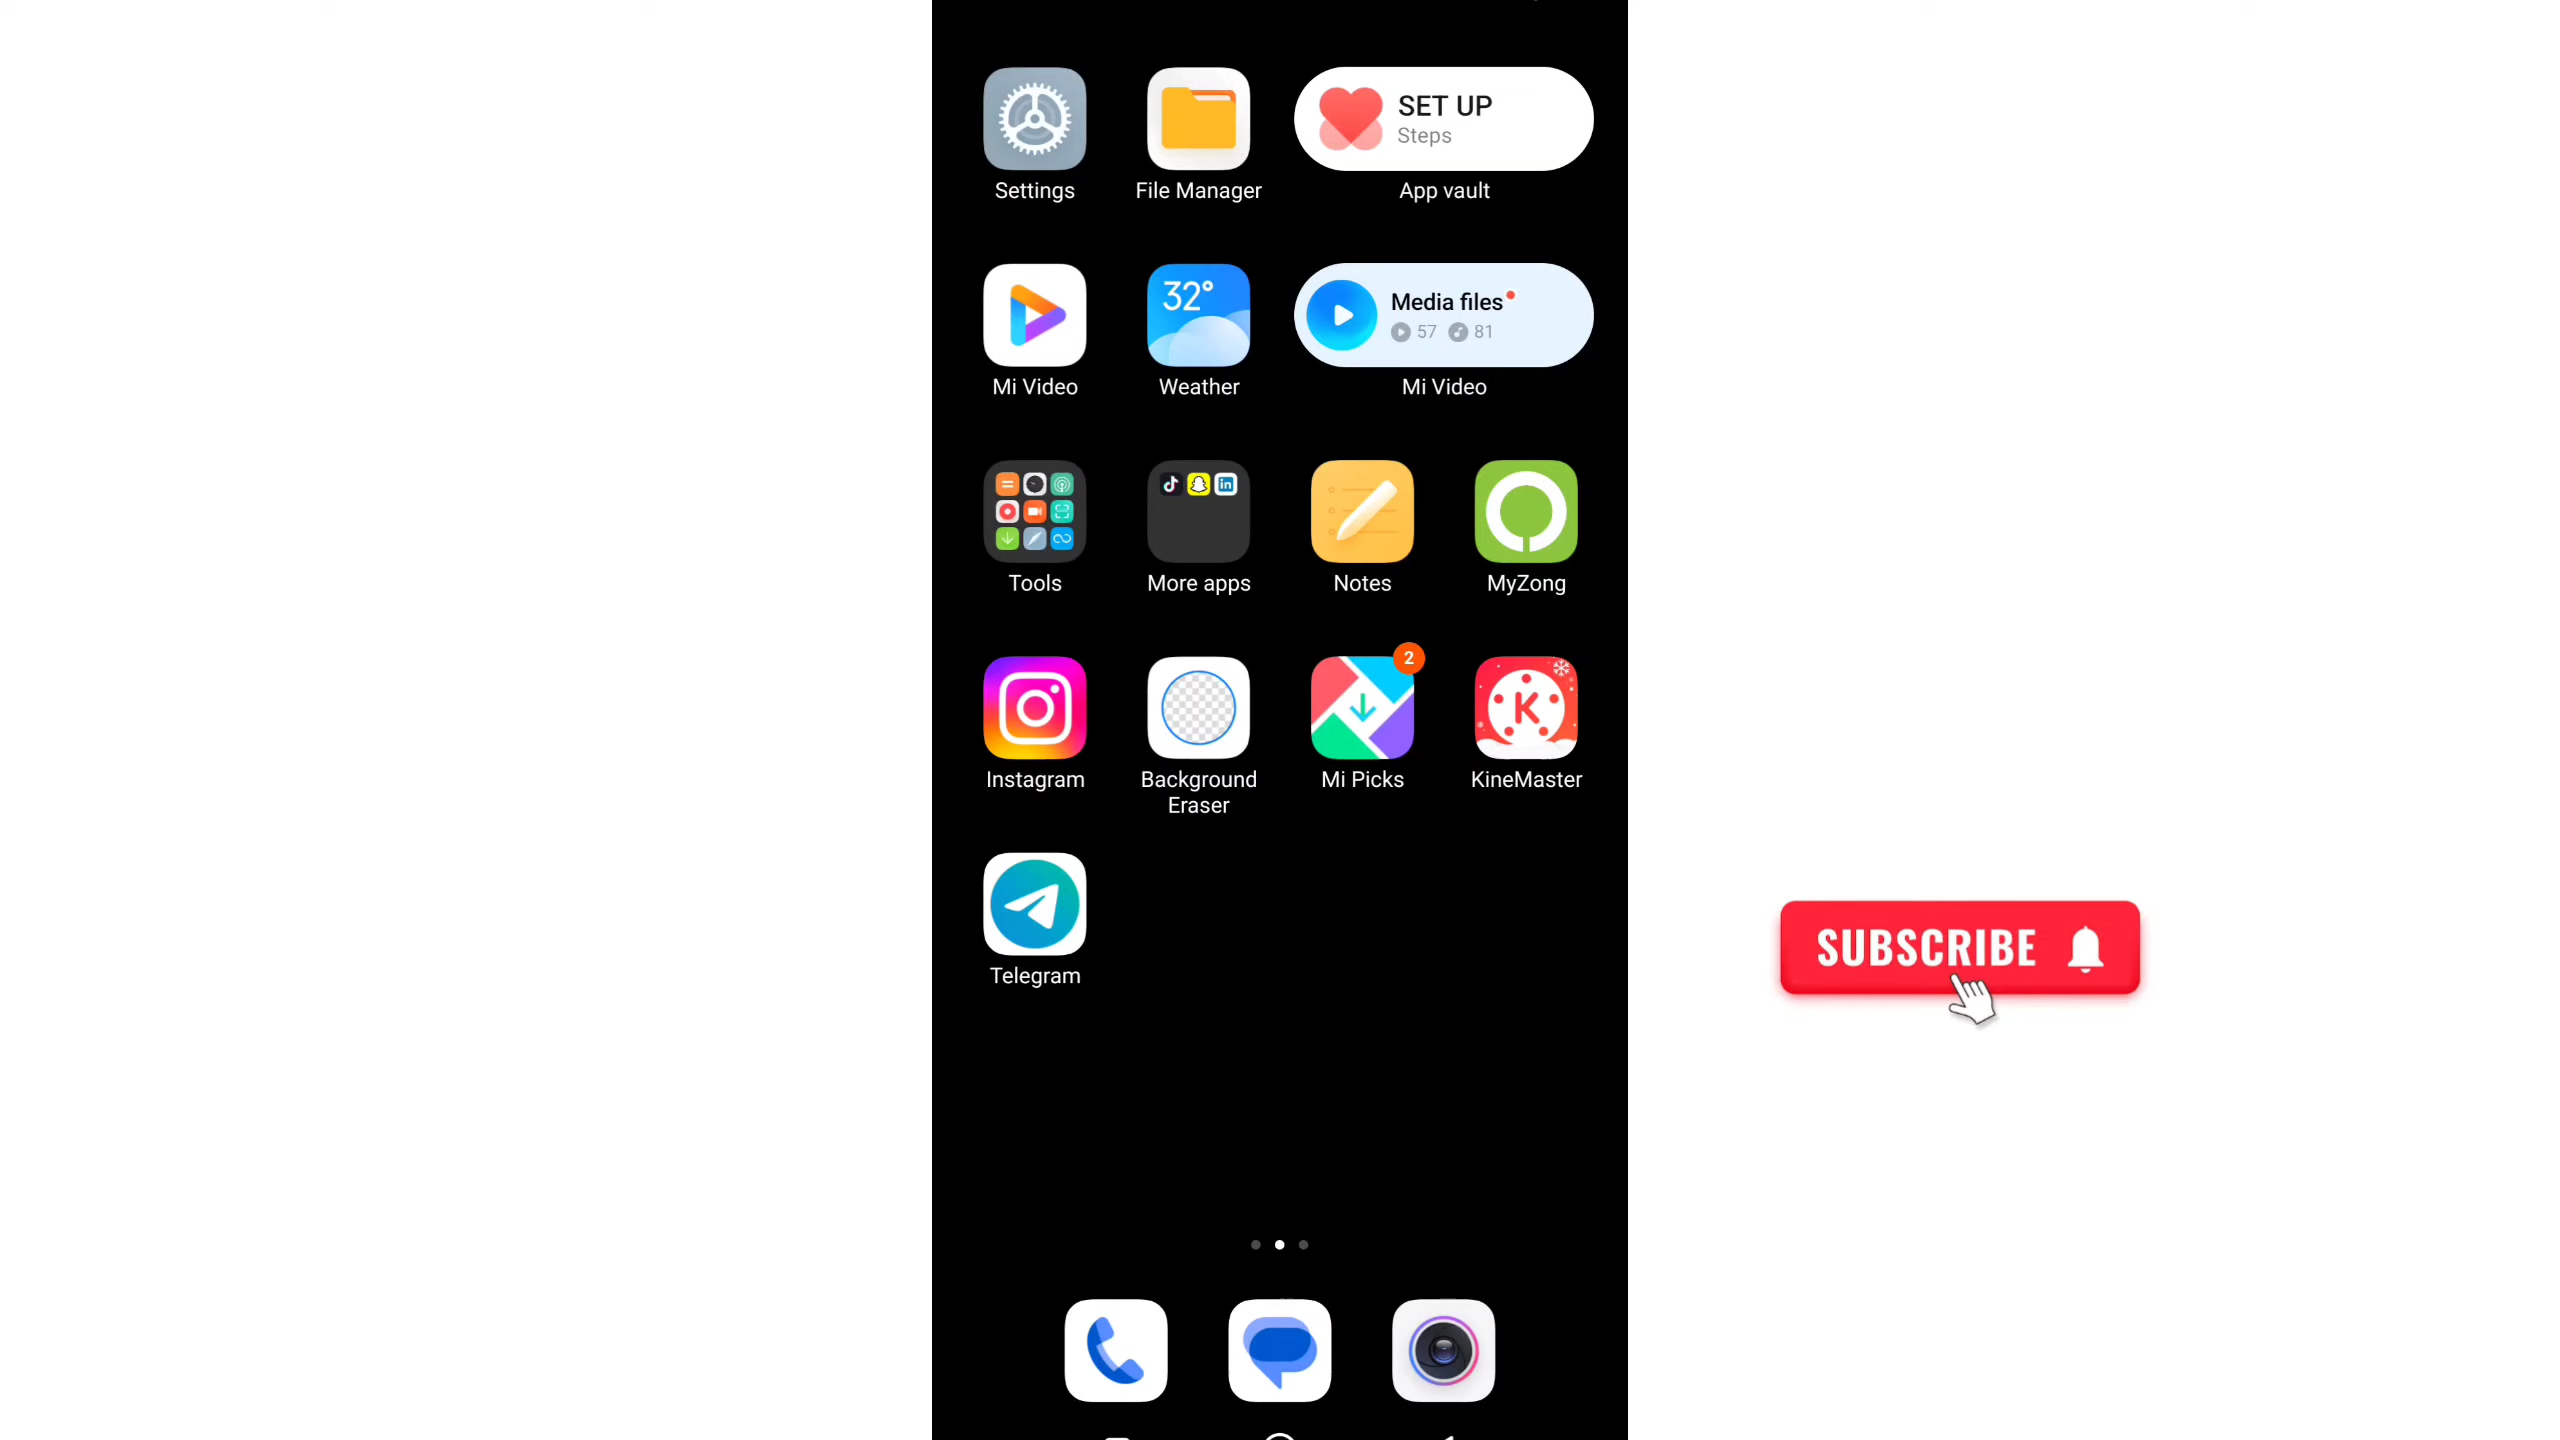 SET UP
Steps
Settings
File Manager
App vault
32°
Media files
57 81
Mi Video
Weather
Mi Video
in
Tools
More apps
Notes
MyZong
2
K
Instagram
Background
Eraser
Mi Picks
KineMaster
Telegram
SUBSCRIBE